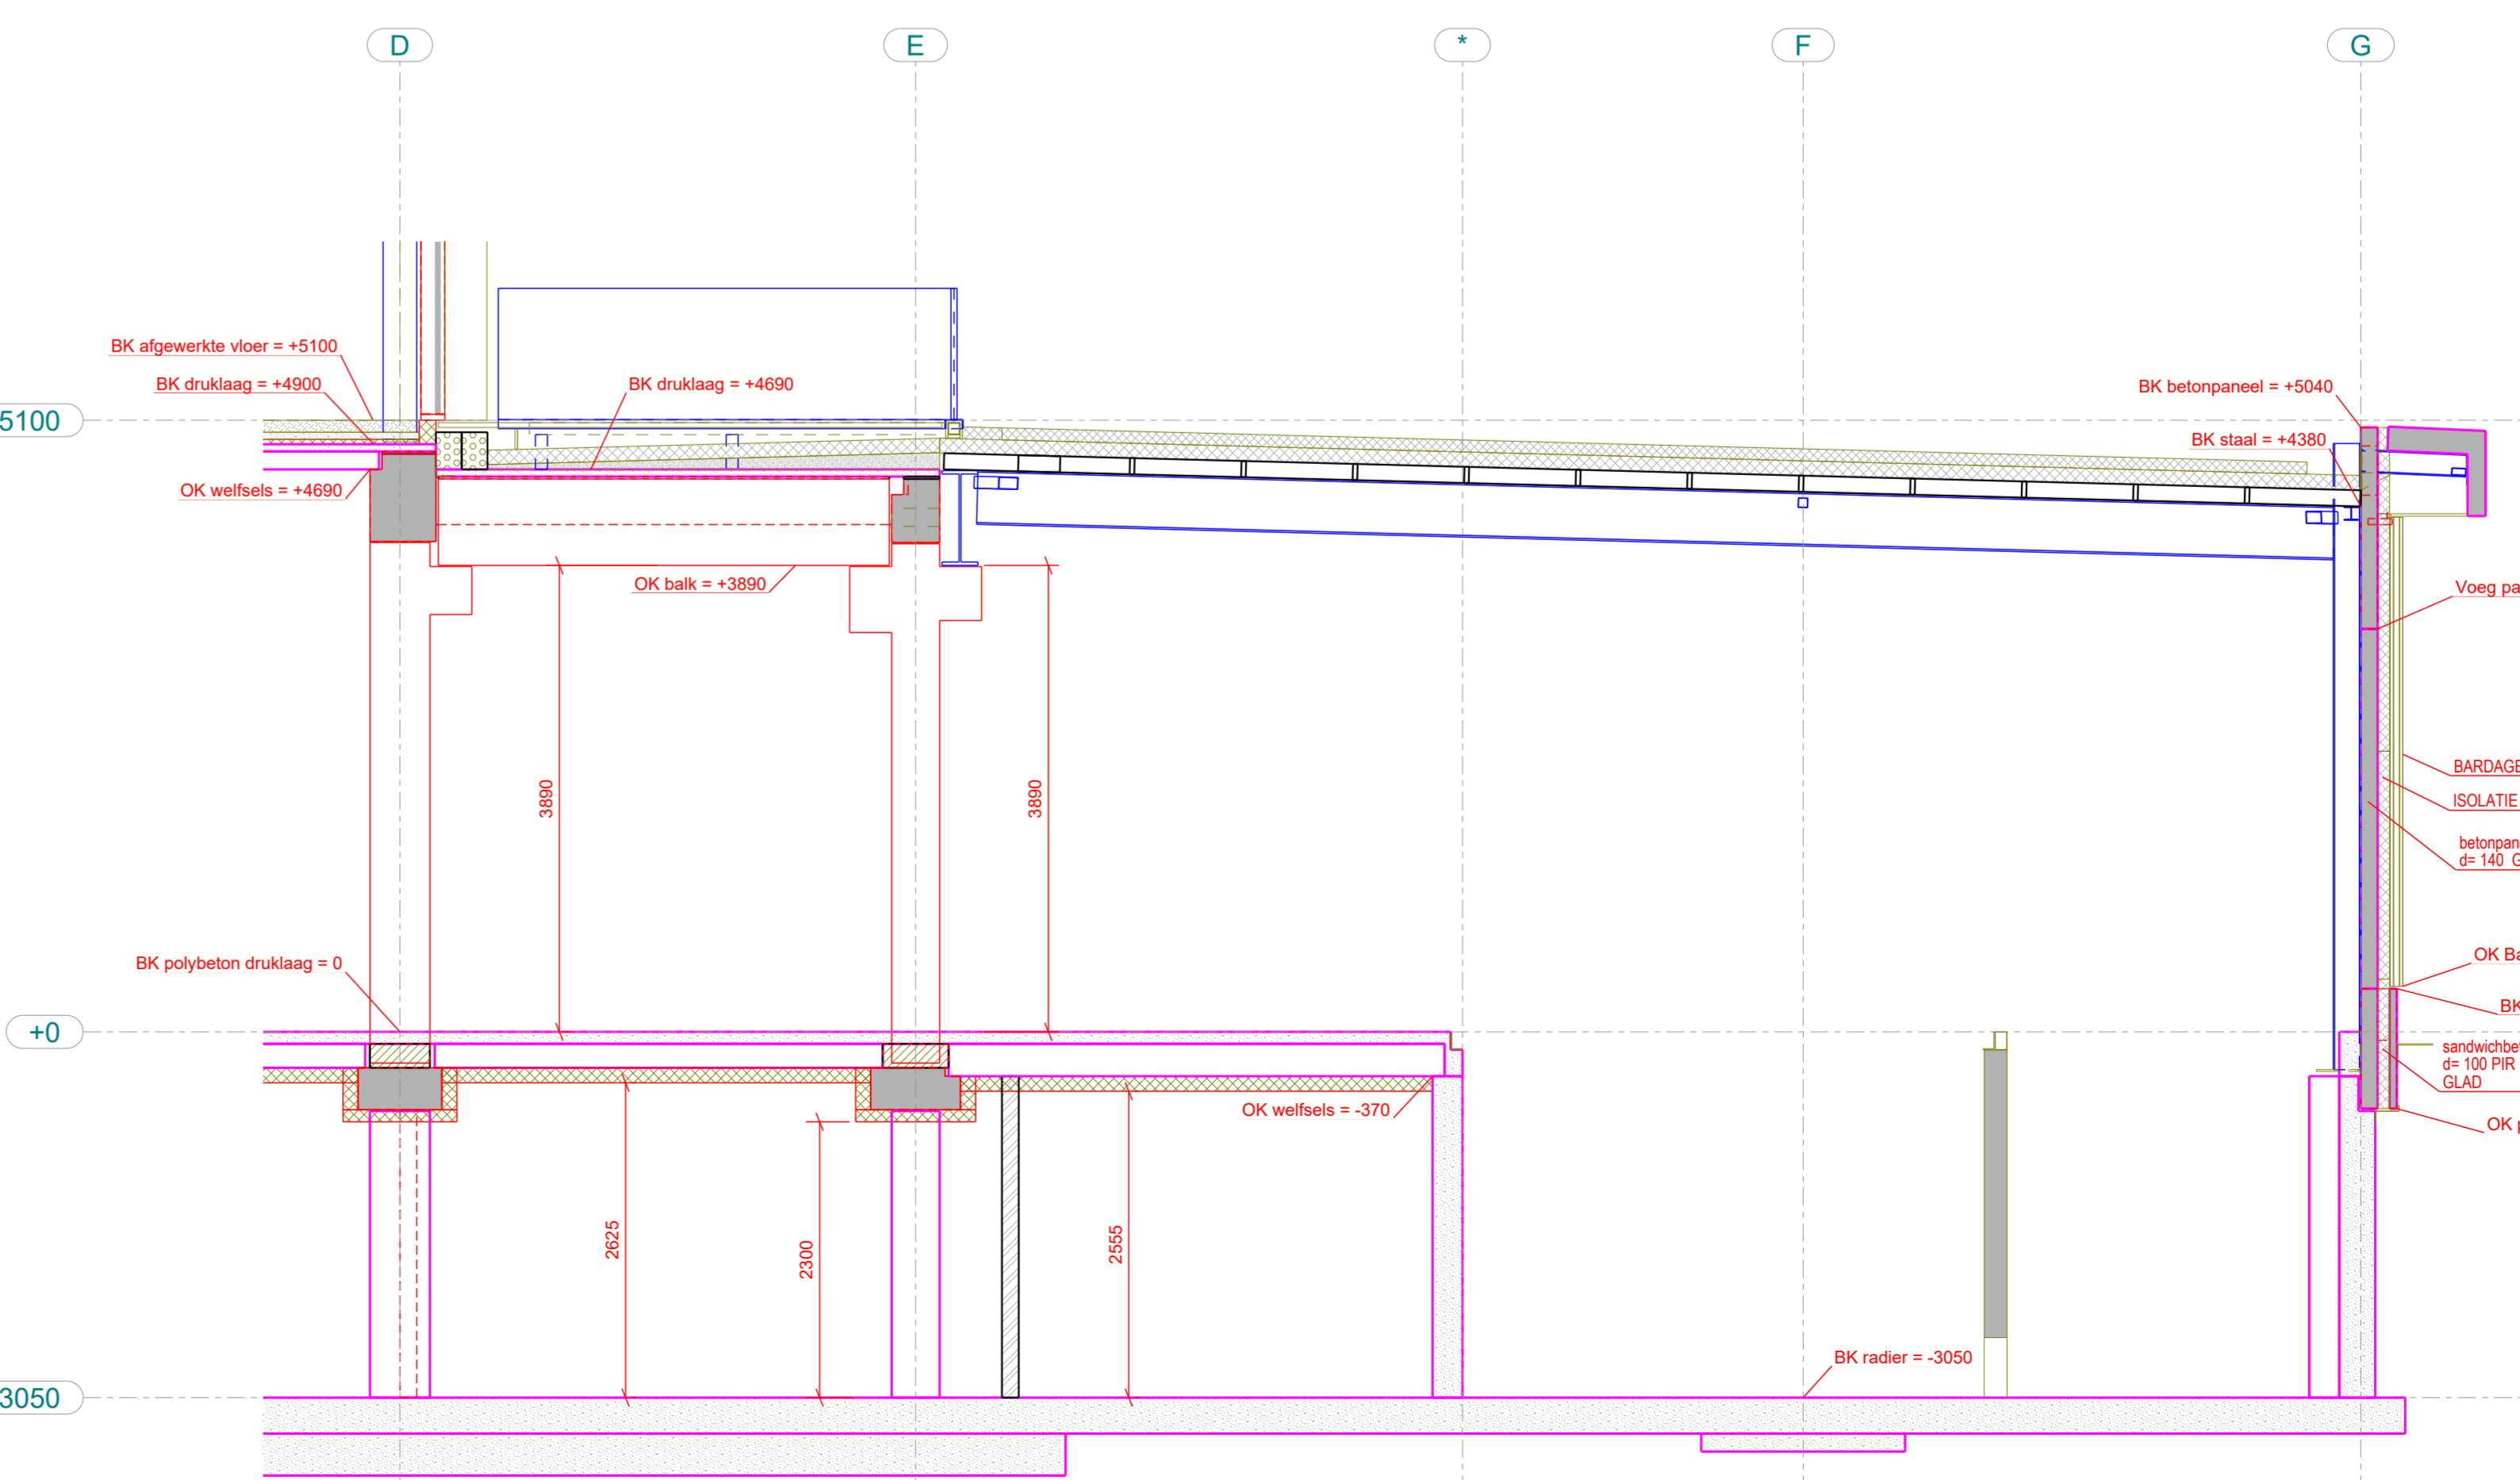 D
E
*
F
G
BK afgewerkte vloer = +5100
BK druklaag = +4900
BK druklaag = +4690
BK betonpaneel = +5040
5100
BK staal = +4380
OK welfsels = +4690
OK balk = +3890
Voeg pa
3890
3890
BARDAGE
ISOLATIE
betonpan
d= 140 G
BK polybeton druklaag = 0
OK Ba
BK
+0
sandwichbe
d= 100 PIR
GLAD
OK welfsels = -370
OK p
2625
2300
2555
BK radier = -3050
3050